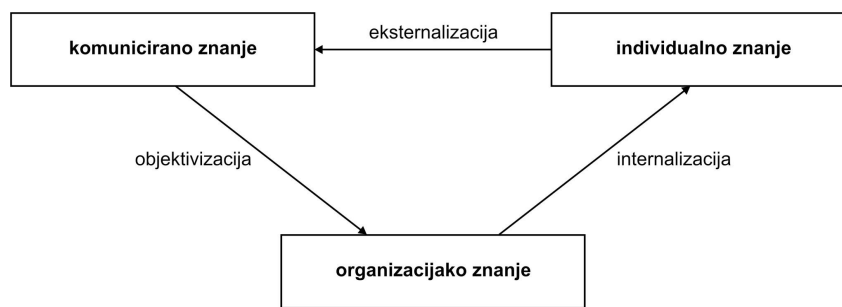 eksternalizacija
komunicirano znanje
individualno znanje
objektivizacija
internalizacija
organizacijako znanje